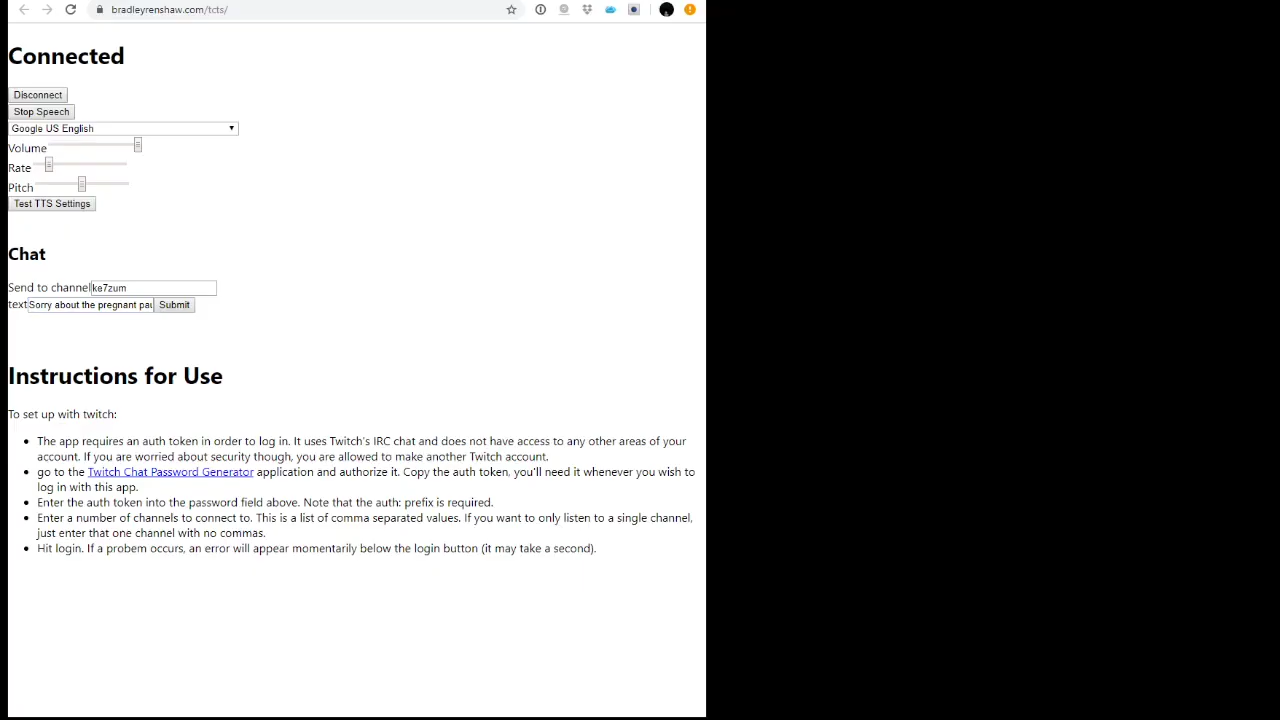 bradleyrenshaw.com/tcts/
Connected
Disconnect
Stop Speech
Google US English
Volume
Rate
Pitch
Test TTS Settings
Chat
Send to channel ke7zum
text Sorry about the pregnant pau Submit
Instructions for Use
To set up with twitch:
• The app requires an auth token in order to log in. It uses Twitch's IRC chat and does not have access to any other areas of your
account. If you are worried about security though, you are allowed to make another Twitch account.
• go to the Twitch Chat Password Generator application and authorize it. Copy the auth token, you'll need it whenever you wish to
log in with this app.
• Enter the auth token into the password field above. Note that the auth: prefix is required.
• Enter a number of channels to connect to. This is a list of comma separated values. If you want to only listen to a single channel,
just enter that one channel with no commas.
• Hit login. If a probem occurs, an error will appear momentarily below the login button (it may take a second).